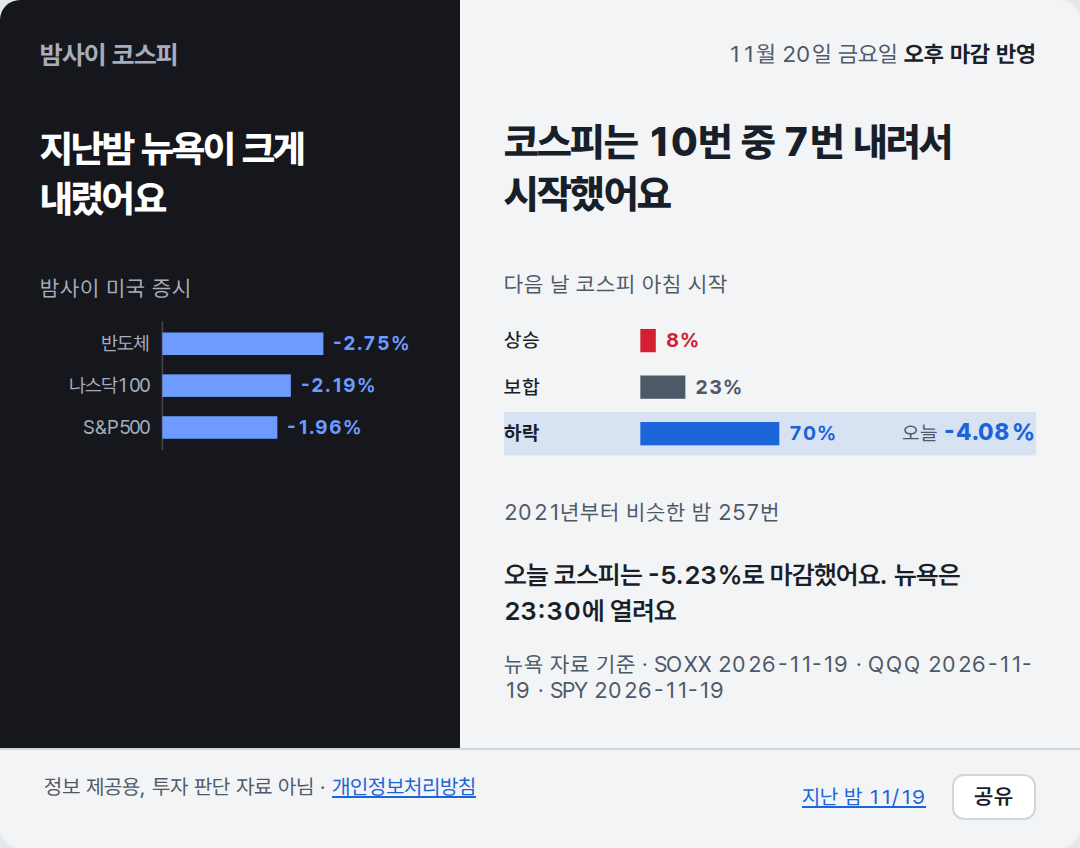 밤사이 코스피
지난밤 뉴욕이 크게
내렸어요
밤사이 미국 증시
반도체 -2.75%
나스닥100 -2.19%
S&P500 -1.96%
11월 20일 금요일 오후 마감 반영
코스피는 10번 중 7번 내려서
시작했어요
다음 날 코스피 아침 시작
상승 8%
보합 23%
하락 70% 오늘 -4.08%
2021년부터 비슷한 밤 257번
오늘 코스피는 -5.23%로 마감했어요. 뉴욕은
23:30에 열려요
뉴욕 자료 기준 · SOXX 2026-11-19 · QQQ 2026-11-
19 · SPY 2026-11-19
정보 제공용, 투자 판단 자료 아님 · 개인정보처리방침
지난 밤 11/19
공유